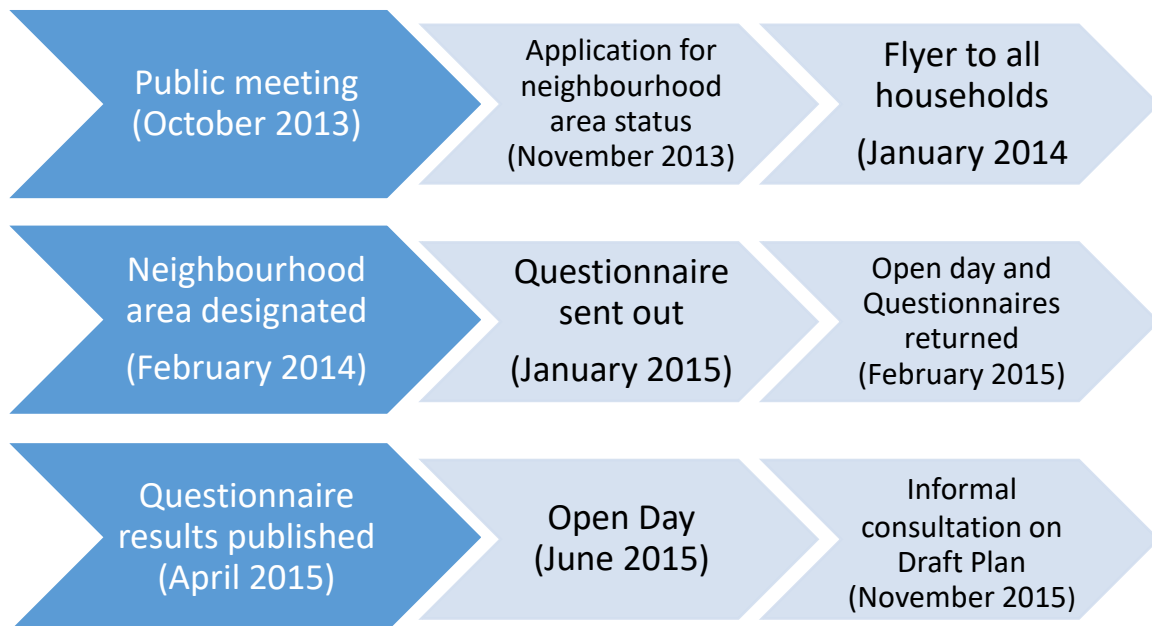 Public meeting
(October 2013)
Application for
neighbourhood
area status
(November 2013)
Flyer to all
households
(January 2014
Neighbourhood
area designated
(February 2014)
Questionnaire
sent out
(January 2015)
Open day and
Questionnaires
returned
(February 2015)
Questionnaire
results published
(April 2015)
Open Day
(June 2015)
Informal
consultation on
Draft Plan
(November 2015)